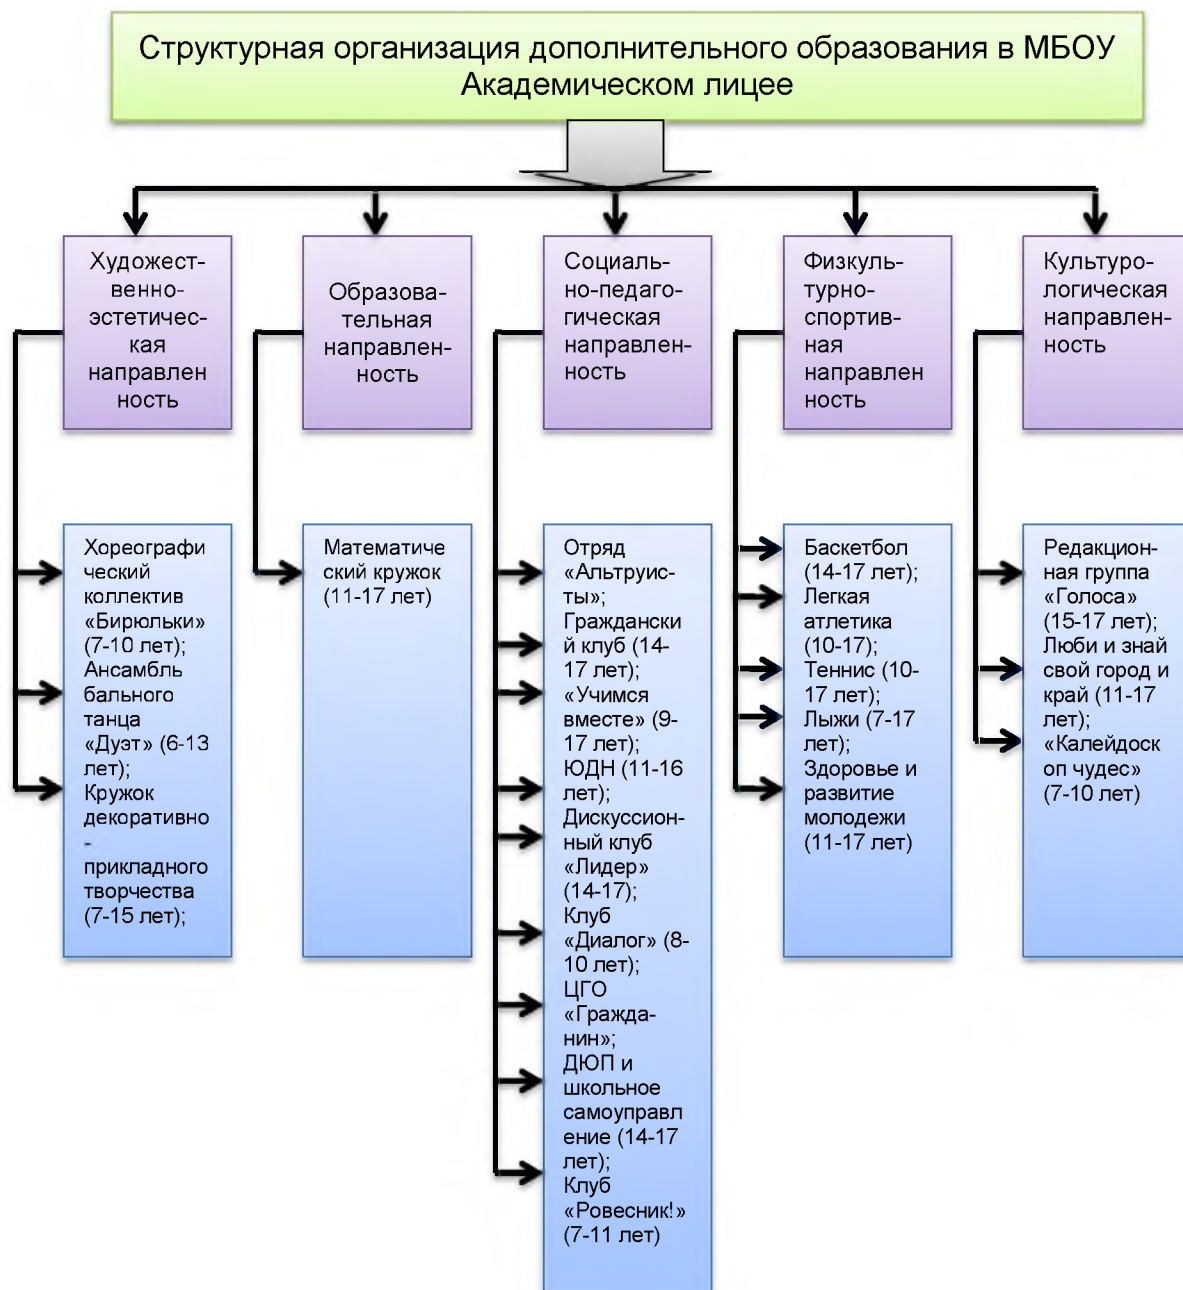 Структурная организация дополнительного образования в МБОУ
Академическом лицее
Художест-
венно-
эстетичес-
кая
направлен
ность
Образова-
тельная
направлен-
ность
Социаль-
но-педаго-
гическая
направлен-
ность
Физкуль-
турно-
спортив-
ная
направлен
ность
Культуро-
логическая
направлен-
ность
Хореографи
ческий
коллектив
«Бирюльки»
(7-10 лет);
Ансамбль
бального
танца
«Дуэт» (6-13
лет);
Кружок
декоративно
-
прикладного
творчества
(7-15 лет);
Математиче
ский кружок
(11-17 лет)
Отряд
«Альтруис-
ты»;
Граждански
й клуб (14-
17 лет);
«Учимся
вместе» (9-
17 лет);
ЮДН (11-16
лет);
Дискуссион-
ный клуб
«Лидер»
(14-17);
Клуб
«Диалог» (8-
10 лет);
ЦГО
«Гражда-
нин»;
ДЮП и
школьное
самоуправл
ение (14-17
лет);
Клуб
«Ровесник!»
(7-11 лет)
Баскетбол
(14-17 лет);
Легкая
атлетика
(10-17);
Теннис (10-
17 лет);
Лыжи (7-17
лет);
Здоровье и
развитие
молодежи
(11-17 лет)
Редакцион-
ная группа
«Голоса»
(15-17 лет);
Люби и знай
свой город и
край (11-17
лет);
«Калейдоск
оп чудес»
(7-10 лет)